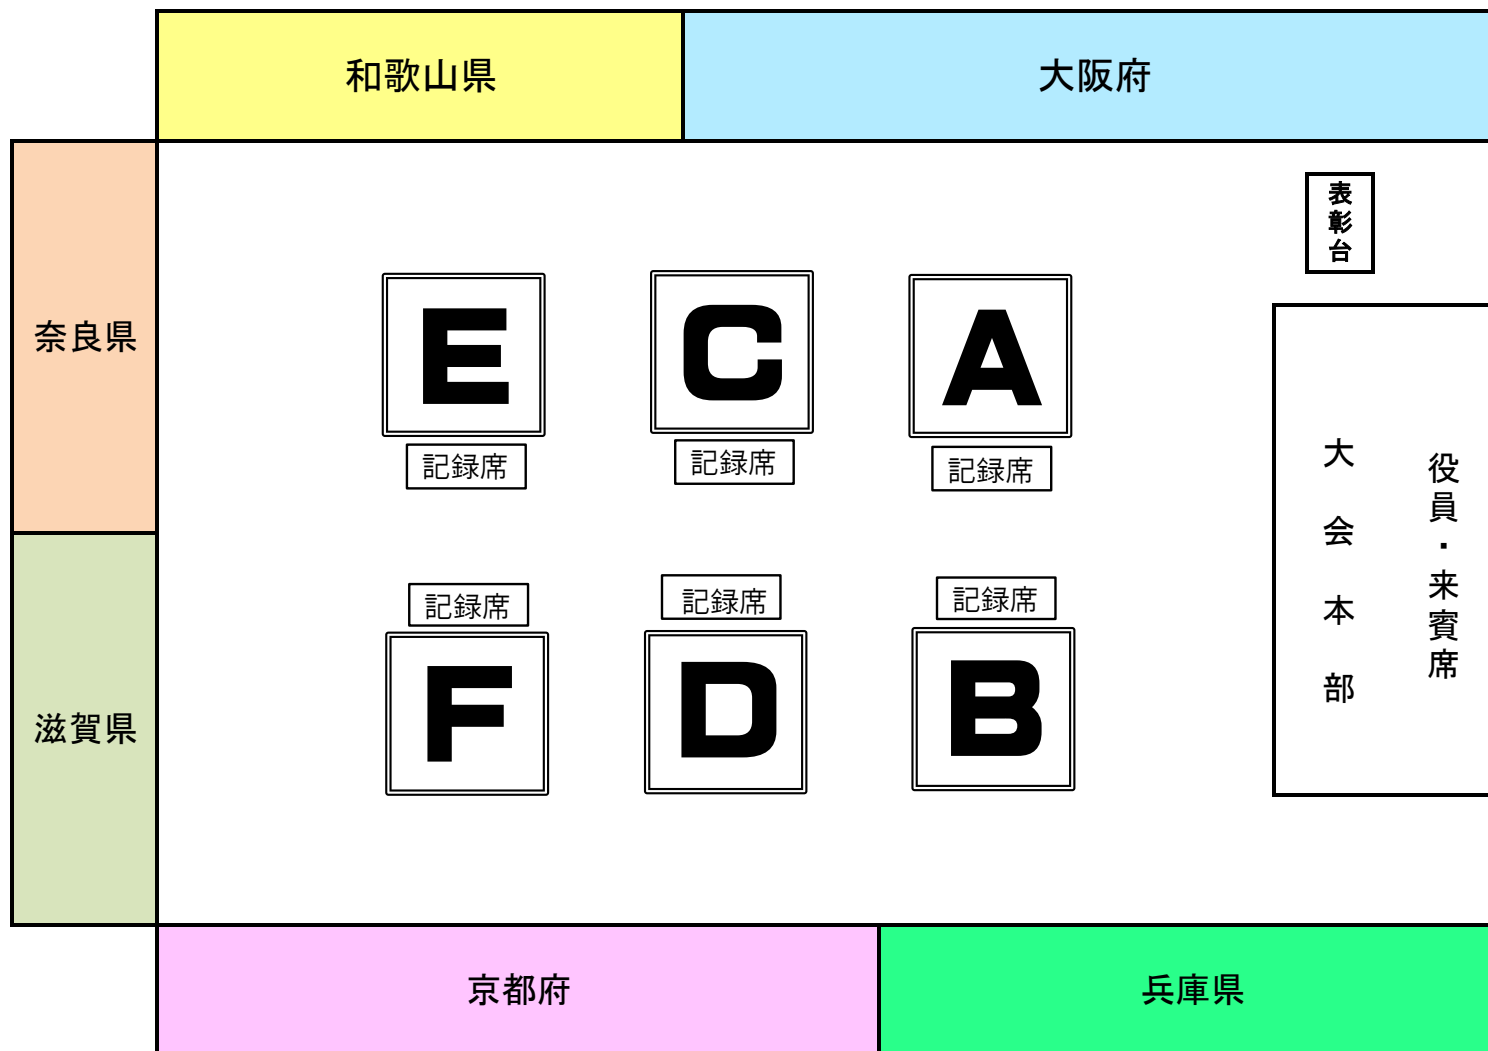 和歌山県
大阪府
表彰台
奈良県
E
C
A
記録席
記録席
記録席
大会本部
役員・来賓席
記録席
記録席
記録席
F
D
B
滋賀県
京都府
兵庫県